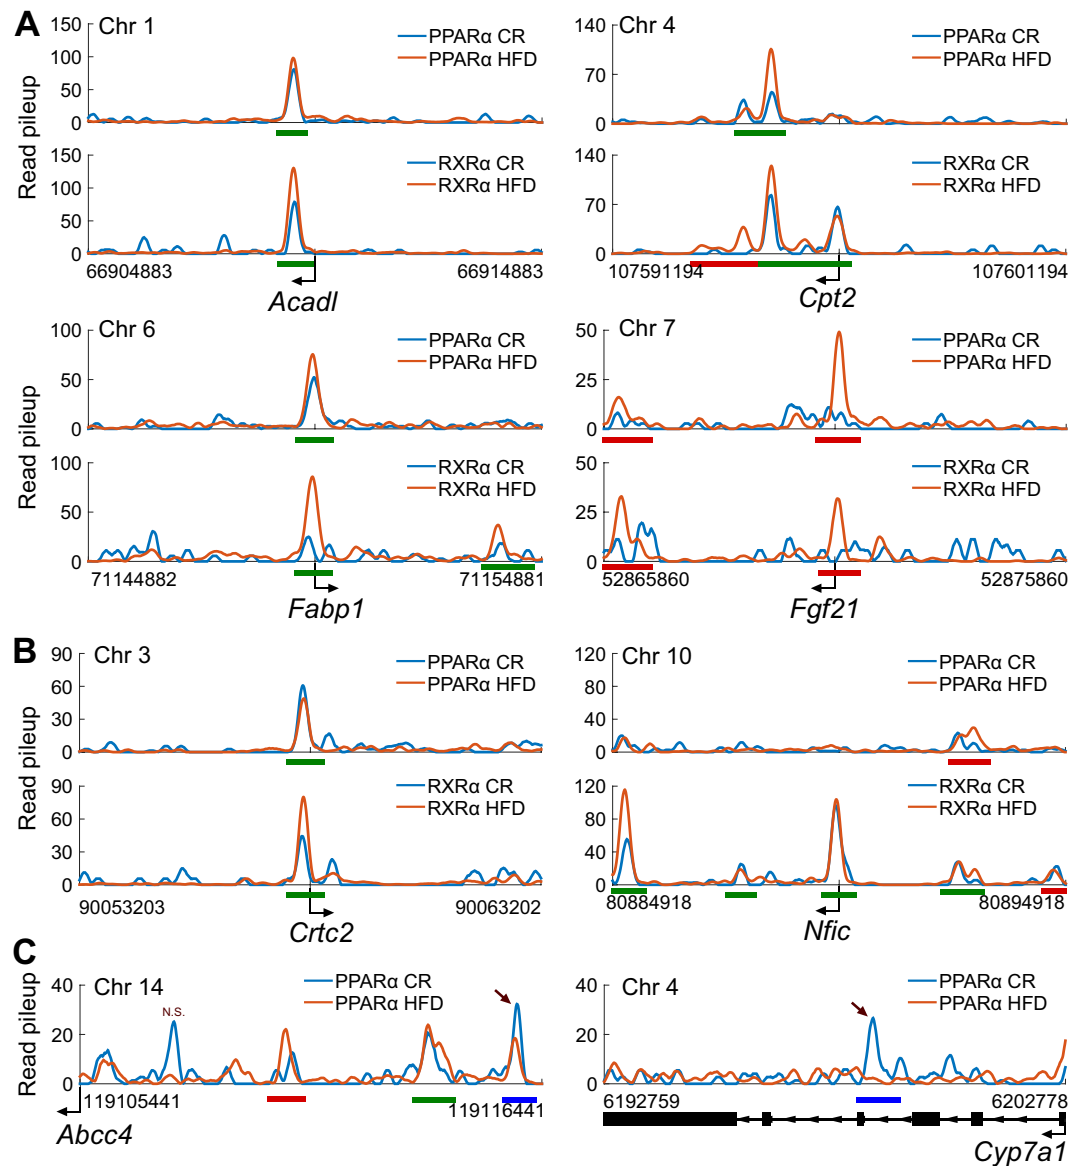 A
Read pileup
150
100
50
0
Chr 1
PPARα CR
PPARα HFD
140
70
0
Chr 4
PPARα CR
PPARα HFD
150
100
50
0
RXRα CR
RXRα HFD
66904883
66914883
Acadl
140
70
0
RXRα CR
RXRα HFD
107591194
107601194
Cpt2
Read pileup
100
50
0
Chr 6
PPARα CR
PPARα HFD
50
25
0
Chr 7
PPARα CR
PPARα HFD
100
50
0
RXRα CR
RXRα HFD
71144882
71154881
Fabp1
50
25
0
RXRα CR
RXRα HFD
52865860
52875860
Fgf21
B
Read pileup
90
60
30
0
Chr 3
PPARα CR
PPARα HFD
120
80
40
0
Chr 10
PPARα CR
PPARα HFD
90
60
30
0
RXRα CR
RXRα HFD
90053203
90063202
Crtc2
120
80
40
0
RXRα CR
RXRα HFD
80884918
80894918
Nfic
C
Read pileup
40
20
0
Chr 14
N.S.
PPARα CR
PPARα HFD
119105441
119116441
Abcc4
40
20
0
Chr 4
PPARα CR
PPARα HFD
6192759
6202778
Cyp7a1